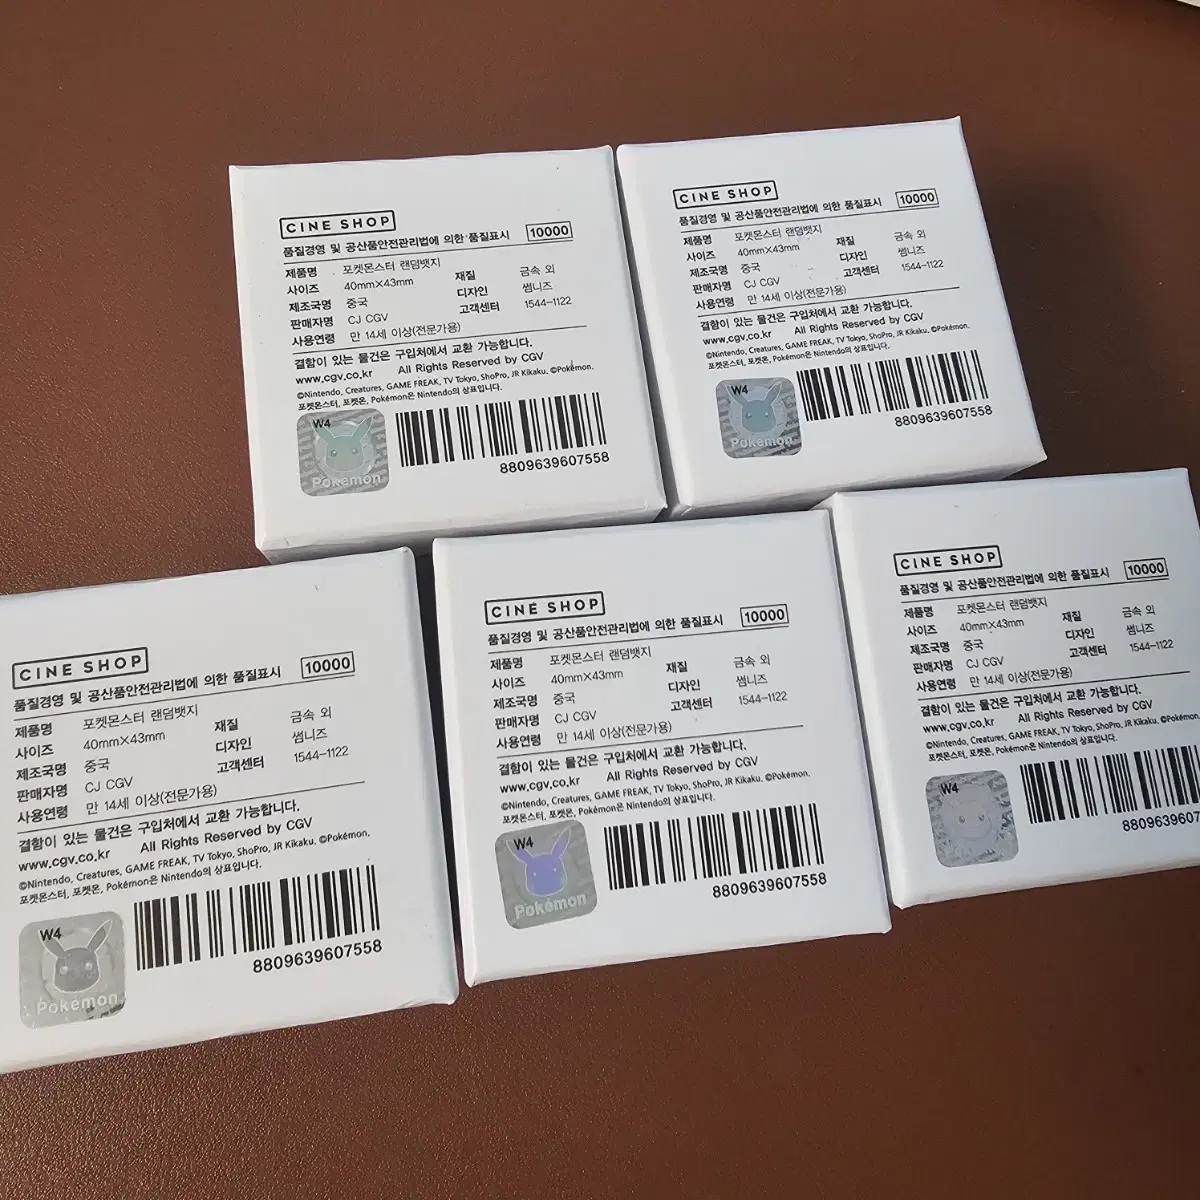 CINE SHOP
품질경영 및 공산품안전관리법에 의한 품질표시 10000
제품명 포켓몬스터 랜덤뱃지
사이즈 40mm×43mm 재질 금속 외
제조국명 중국 디자인 썸니즈
판매자명 CJ CGV 고객센터 1544-1122
사용연령 만 14세 이상(전문가용)
결함이 있는 물건은 구입처에서 교환 가능합니다.
www.cgv.co.kr All Rights Reserved by CGV
©Nintendo, Creatures, GAME FREAK, TV Tokyo, ShoPro, JR Kikaku. ©Pokémon.
포켓몬스터, 포켓몬, Pokémon은 Nintendo의 상표입니다.
W4
Pokémon
8809639607558
CINE SHOP
품질경영 및 공산품안전관리법에 의한 품질표시 10000
제품명 포켓몬스터 랜덤뱃지
사이즈 40mm×43mm 재질 금속 외
제조국명 중국 디자인 썸니즈
판매자명 CJ CGV 고객센터 1544-1122
사용연령 만 14세 이상(전문가용)
결함이 있는 물건은 구입처에서 교환 가능합니다.
www.cgv.co.kr All Rights Reserved by CGV
©Nintendo, Creatures, GAME FREAK, TV Tokyo, ShoPro, JR Kikaku. ©Pokémon.
포켓몬스터, 포켓몬, Pokémon은 Nintendo의 상표입니다.
W4
Pokémon
8809639607558
CINE SHOP
품질경영 및 공산품안전관리법에 의한 품질표시 10000
제품명 포켓몬스터 랜덤뱃지
사이즈 40mm×43mm 재질 금속 외
제조국명 중국 디자인 썸니즈
판매자명 CJ CGV 고객센터 1544-1122
사용연령 만 14세 이상(전문가용)
결함이 있는 물건은 구입처에서 교환 가능합니다.
www.cgv.co.kr All Rights Reserved by CGV
©Nintendo, Creatures, GAME FREAK, TV Tokyo, ShoPro, JR Kikaku. ©Pokémon.
포켓몬스터, 포켓몬, Pokémon은 Nintendo의 상표입니다.
W4
Pokémon
8809639607558
CINE SHOP
품질경영 및 공산품안전관리법에 의한 품질표시 10000
제품명 포켓몬스터 랜덤뱃지
사이즈 40mm×43mm 재질 금속 외
제조국명 중국 디자인 썸니즈
판매자명 CJ CGV 고객센터 1544-1122
사용연령 만 14세 이상(전문가용)
결함이 있는 물건은 구입처에서 교환 가능합니다.
www.cgv.co.kr All Rights Reserved by CGV
©Nintendo, Creatures, GAME FREAK, TV Tokyo, ShoPro, JR Kikaku. ©Pokémon.
포켓몬스터, 포켓몬, Pokémon은 Nintendo의 상표입니다.
W4
Pokémon
8809639607558
CINE SHOP
품질경영 및 공산품안전관리법에 의한 품질표시 10000
제품명 포켓몬스터 랜덤뱃지
사이즈 40mm×43mm 재질 금속 외
제조국명 중국 디자인 썸니즈
판매자명 CJ CGV 고객센터 1544-1122
사용연령 만 14세 이상(전문가용)
결함이 있는 물건은 구입처에서 교환 가능합니다.
www.cgv.co.kr All Rights Reserved by CGV
©Nintendo, Creatures, GAME FREAK, TV Tokyo, ShoPro, JR Kikaku.
포켓몬스터, 포켓몬, Pokémon은 Nintendo의 상표입니다.
W4